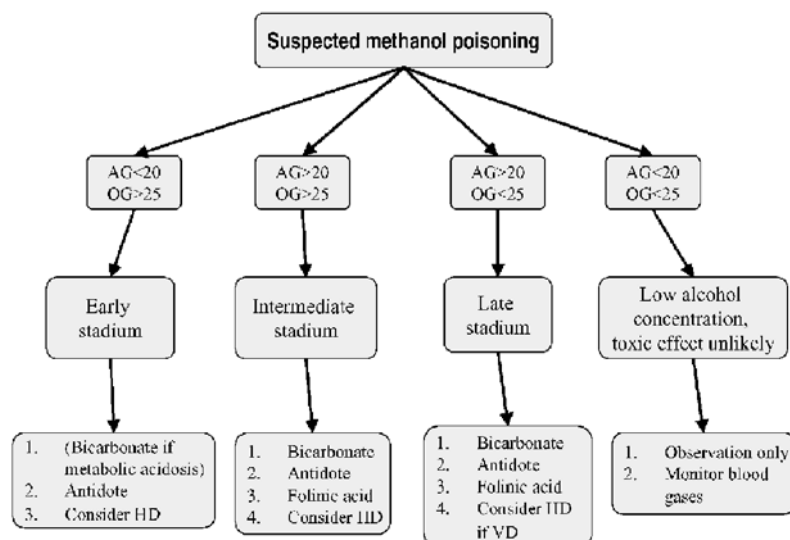 Suspected methanol poisoning
AG<20
OG>25
AG>20
OG>25
AG>20
OG<25
AG<20
OG<25
Early
stadium
Intermediate
stadium
Late
stadium
Low alcohol
concentration,
toxic effect unlikely
1. (Bicarbonate if
metabolic acidosis)
2. Antidote
3. Consider HD
1. Bicarbonate
2. Antidote
3. Folinic acid
4. Consider HD
1. Bicarbonate
2. Antidote
3. Folinic acid
4. Consider HD
if VD
1. Observation only
2. Monitor blood
gases